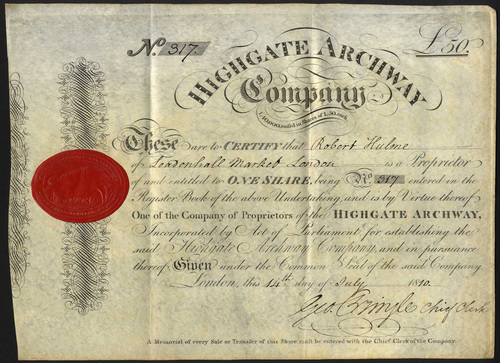 No. 317. £50.
HIGHGATE ARCHWAY
Company
These are to CERTIFY that Robert Hulme
of Leadenhall Market London is a Proprietor
of and entitled to ONE SHARE, being No. 317 entered in the
Register Book of the above Undertaking, and is by Virtue thereof
One of the Company of Proprietors of the HIGHGATE ARCHWAY,
Incorporated by Act of Parliament for establishing the
said Highgate Archway Company, and in pursuance
thereof, Given under the Common Seal of the said Company
London, this 14th day of July 1810.
Geo. Pringle Chief Clerk
A Memorial of every Sale or Transfer of this Share must be entered with the Chief Clerk of the Company.